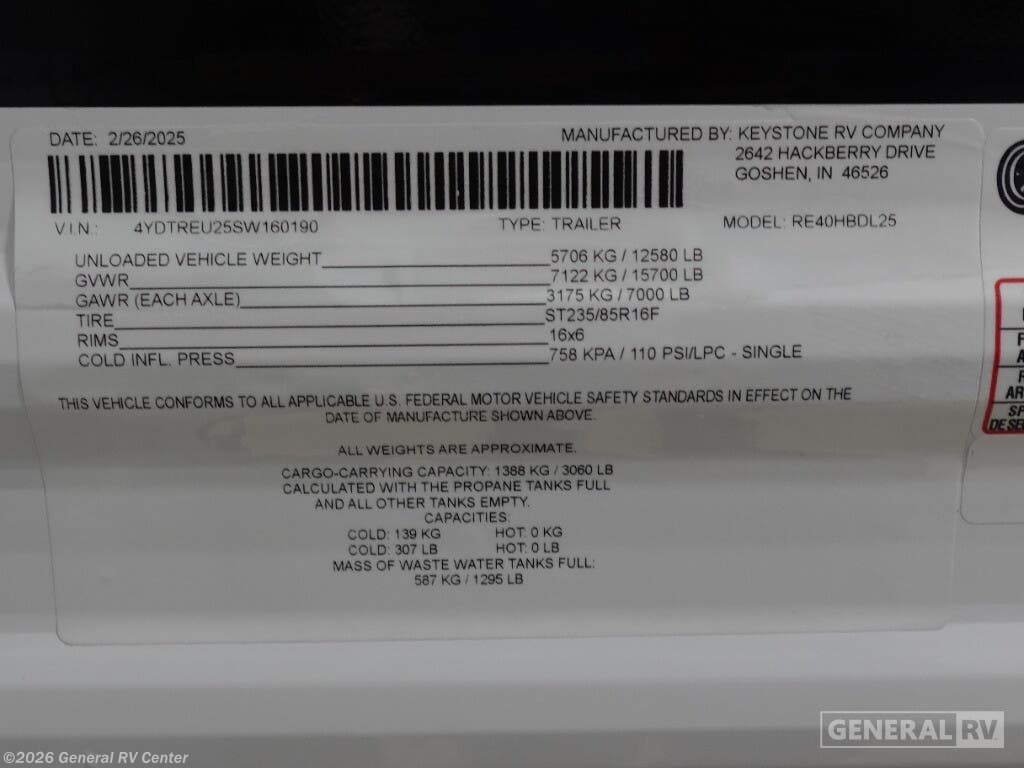 DATE: 2/26/2025
MANUFACTURED BY: KEYSTONE RV COMPANY
2642 HACKBERRY DRIVE
GOSHEN, IN 46526
V.I.N.: 4YDTREU25SW160190 TYPE: TRAILER MODEL: RE40HBDL25
UNLOADED VEHICLE WEIGHT 5706 KG / 12580 LB
GVWR 7122 KG / 15700 LB
GAWR (EACH AXLE) 3175 KG / 7000 LB
TIRE ST235/85R16F
RIMS 16x6
COLD INFL. PRESS 758 KPA / 110 PSI/LPC - SINGLE
THIS VEHICLE CONFORMS TO ALL APPLICABLE U.S. FEDERAL MOTOR VEHICLE SAFETY STANDARDS IN EFFECT ON THE
DATE OF MANUFACTURE SHOWN ABOVE.
ALL WEIGHTS ARE APPROXIMATE.
CARGO-CARRYING CAPACITY: 1388 KG / 3060 LB
CALCULATED WITH THE PROPANE TANKS FULL
AND ALL OTHER TANKS EMPTY.
CAPACITIES:
COLD: 139 KG HOT: 0 KG
COLD: 307 LB HOT: 0 LB
MASS OF WASTE WATER TANKS FULL:
587 KG / 1295 LB
GENERAL RV
©2026 General RV Center